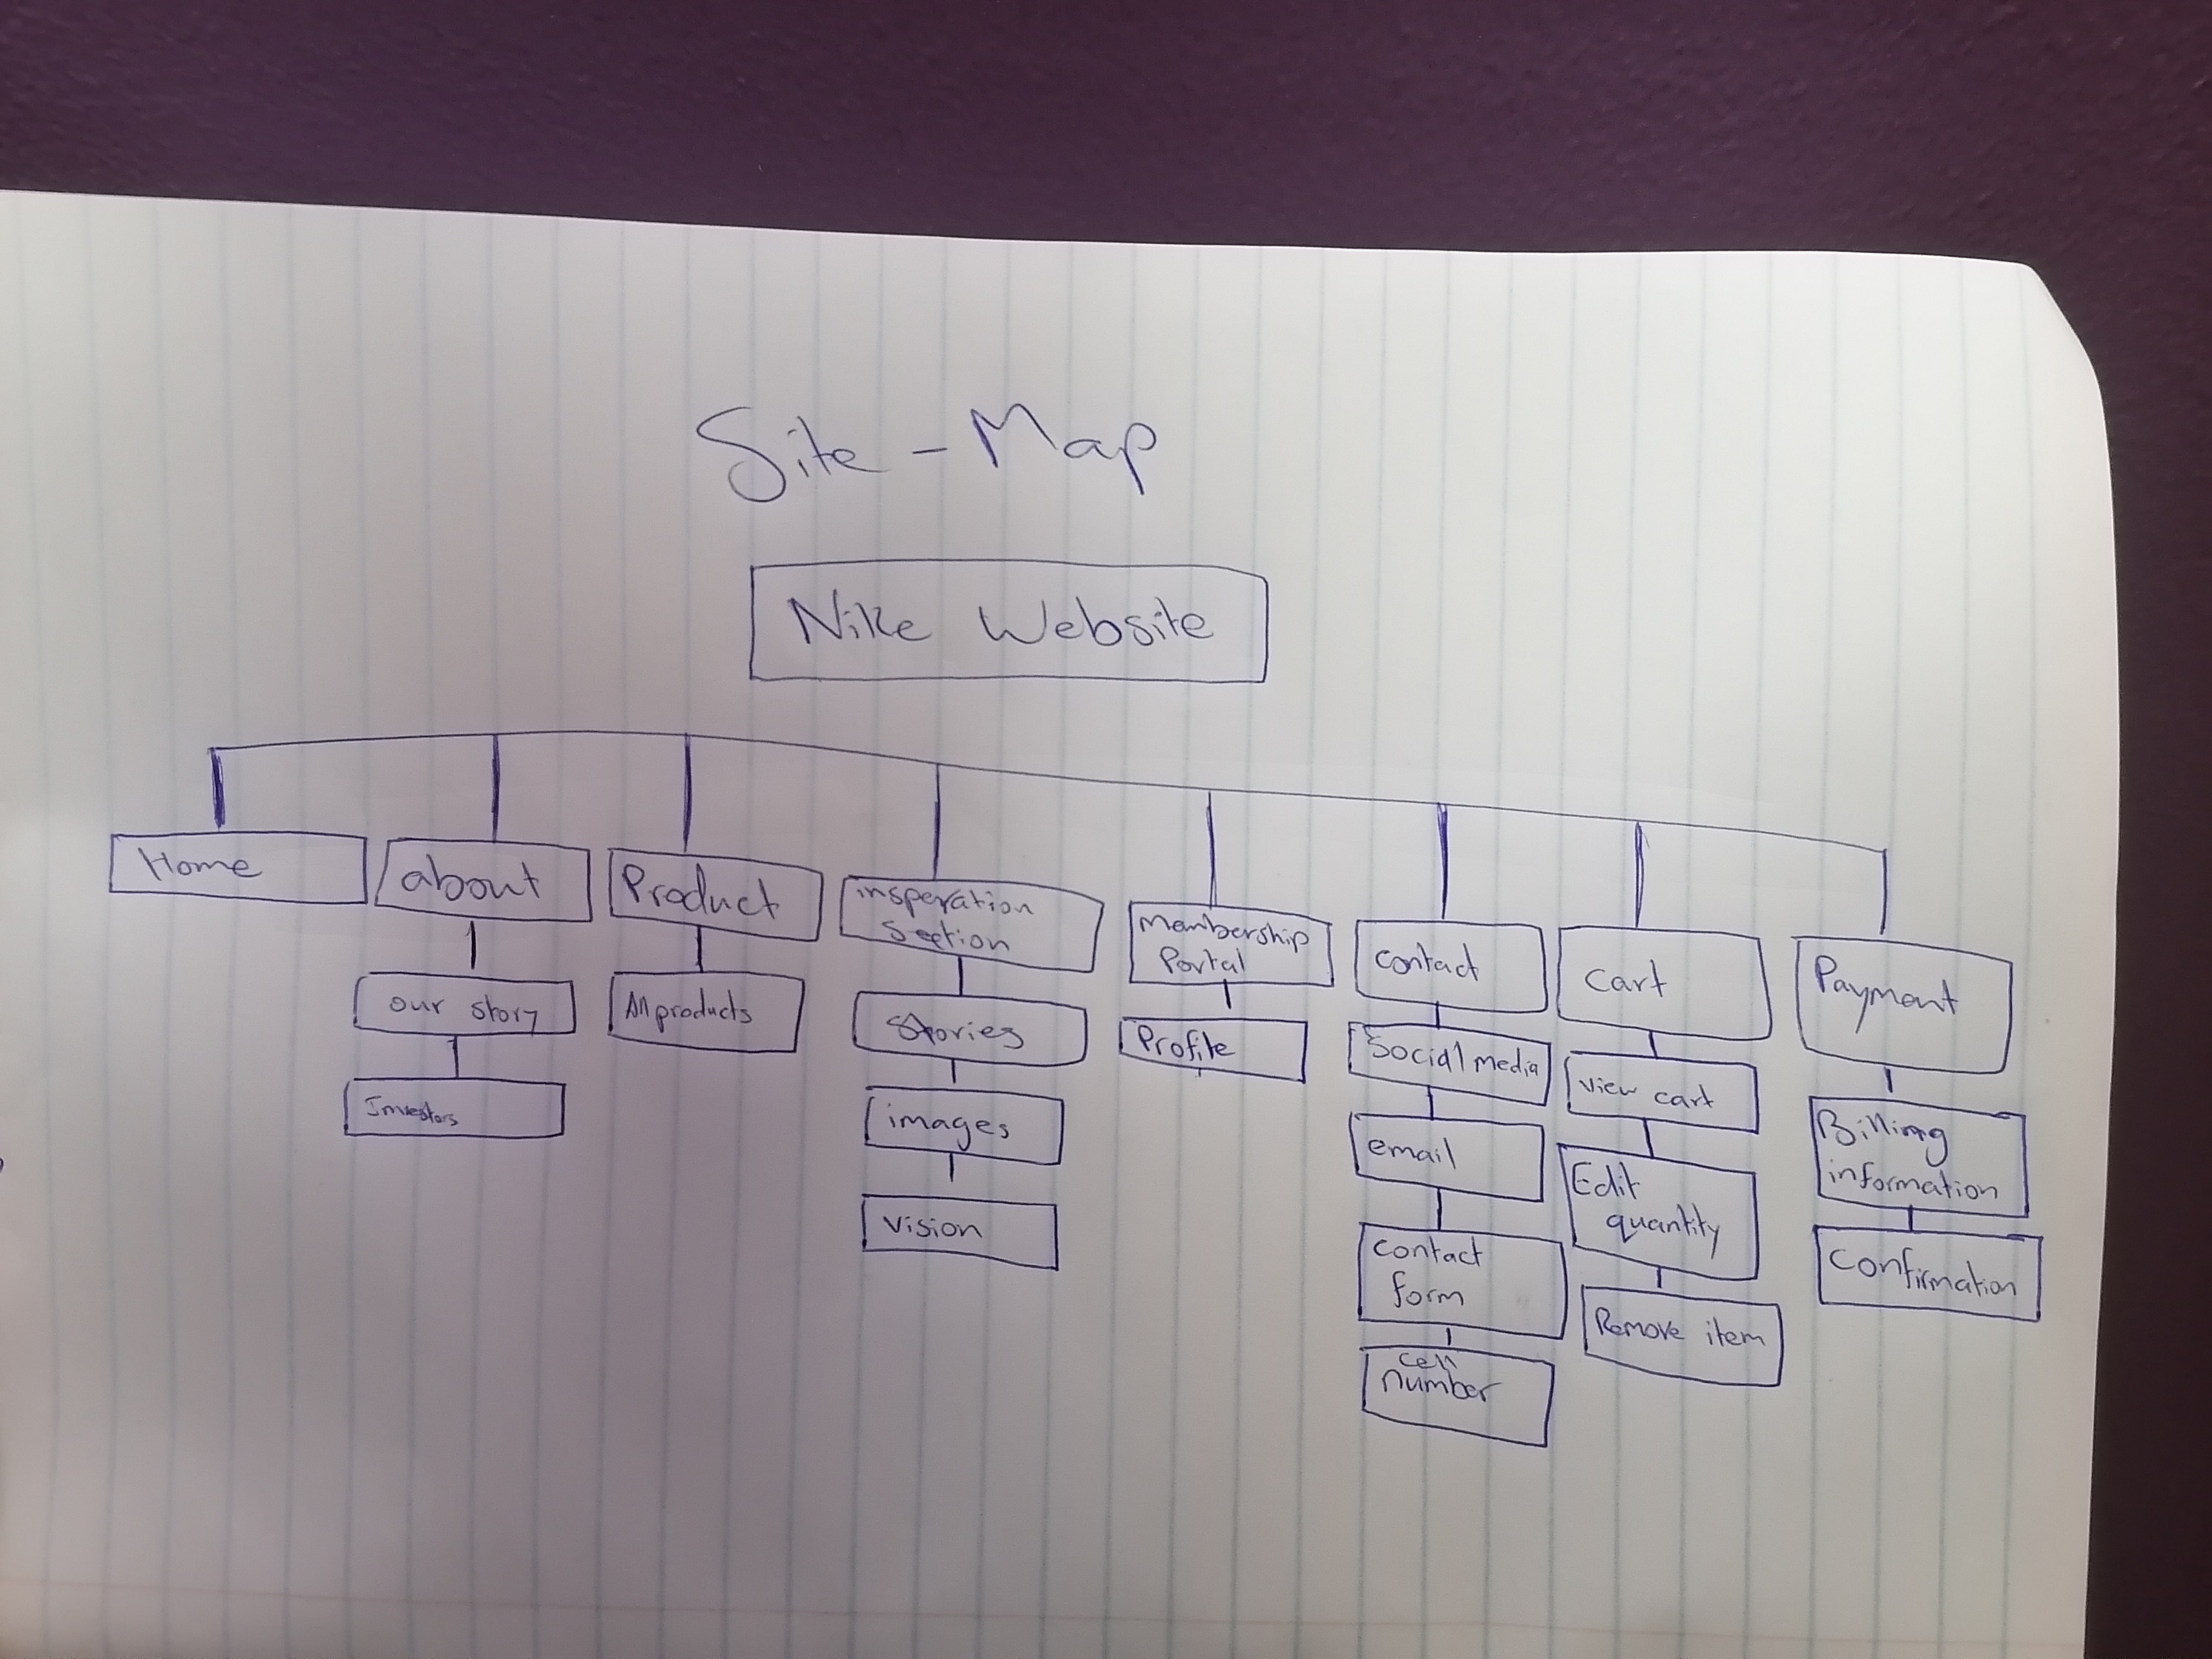 Site - Map
Nike Website
Home
about
our story
Investors
Product
All products
insperation
Section
Stories
images
vision
Membership
Portal
Profile
contact
Social media
email
contact
form
cell
number
cart
view cart
Edit
quantity
Remove item
Payment
Billing
information
Confirmation